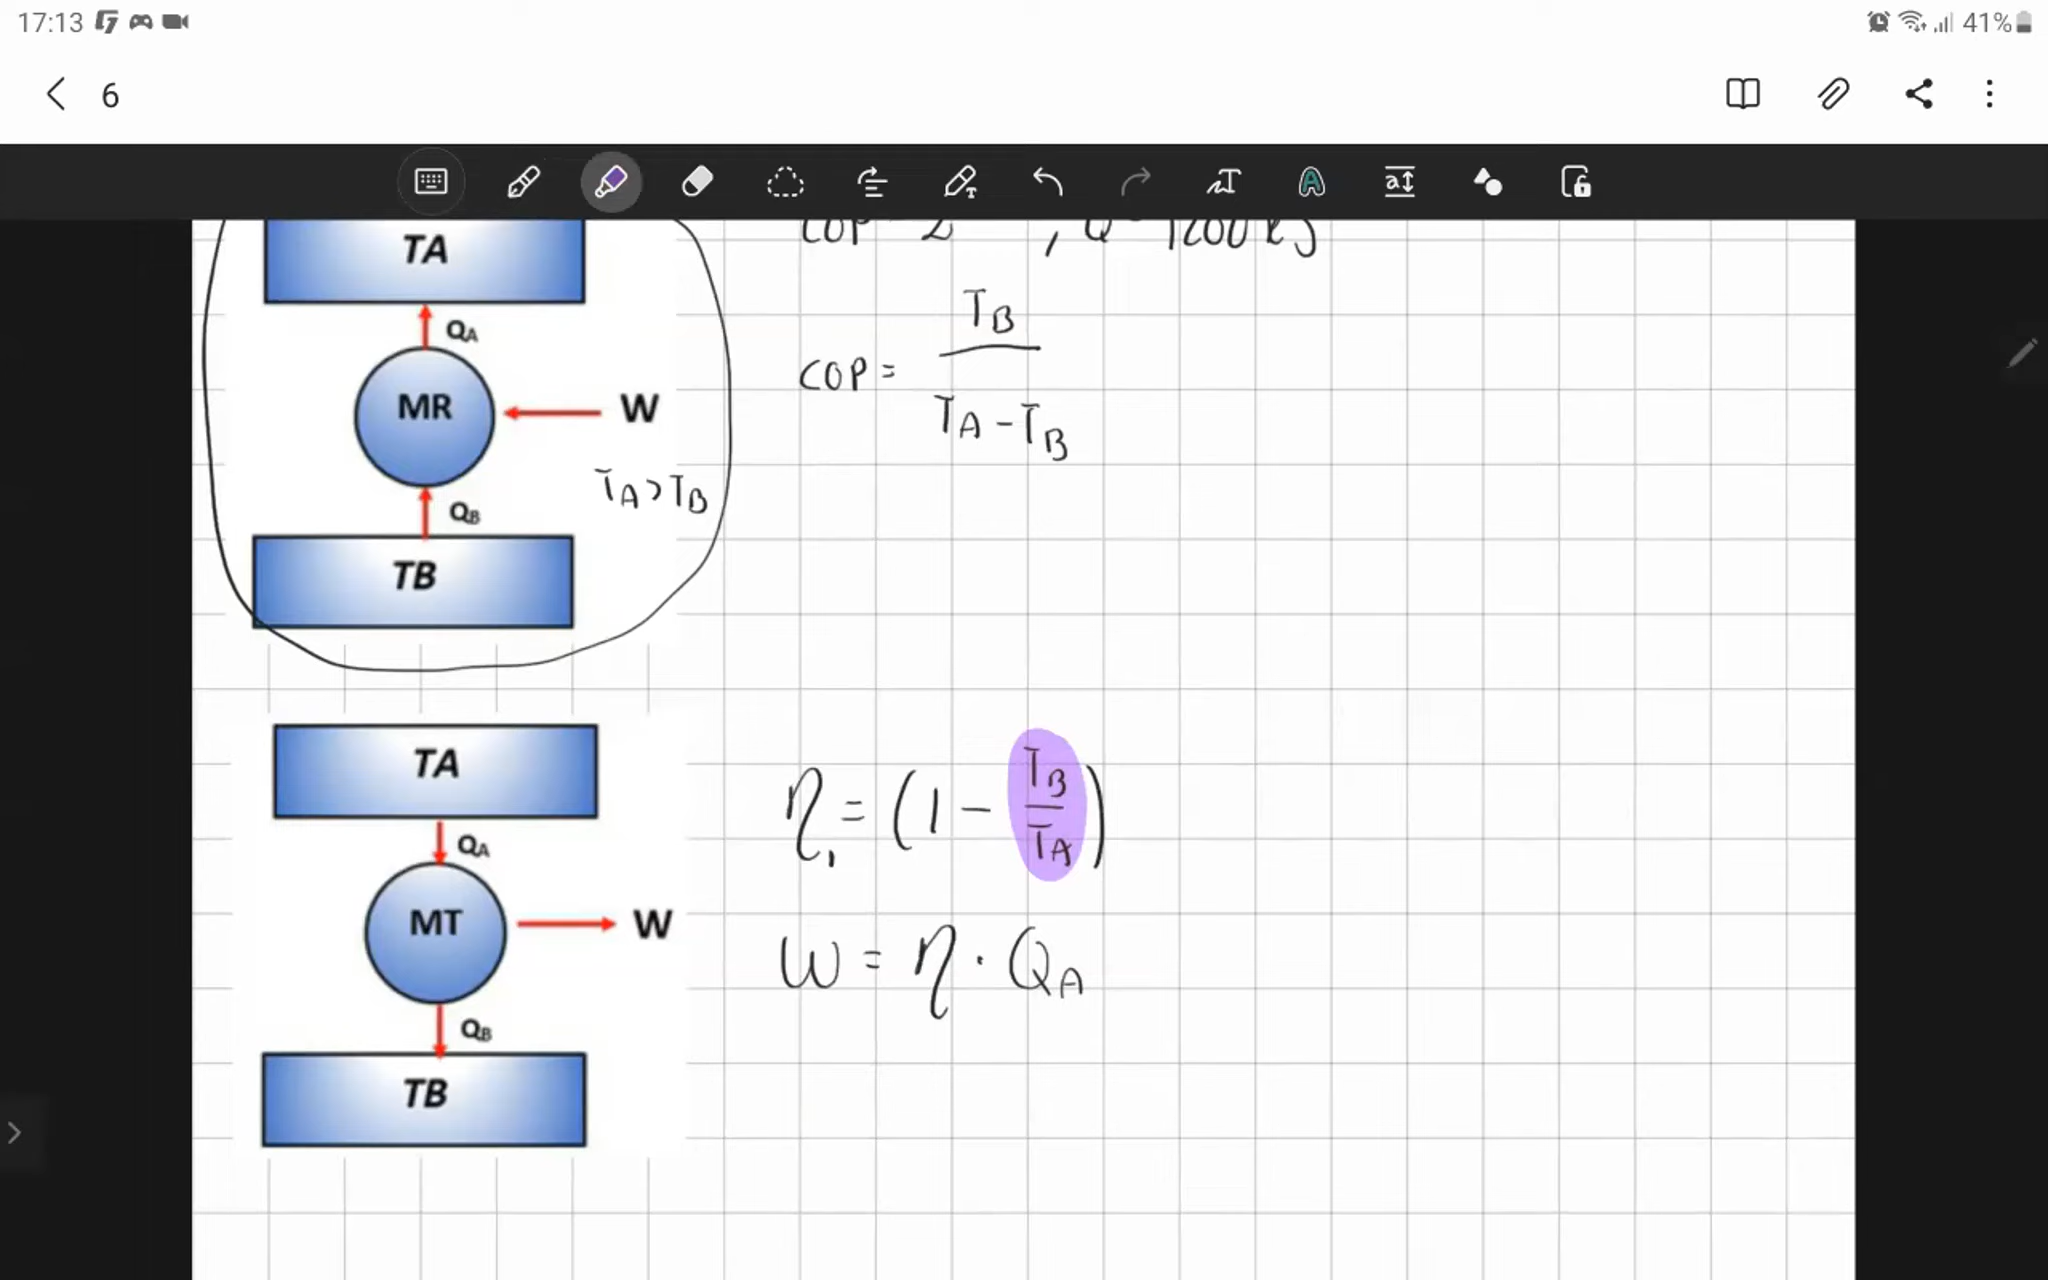 17:13
41%
6
TA
QA
MR
W
TA>TB
QB
TB
COP = TB / TA - TB
TA
QA
MT
W
QB
TB
η, = (1 - TB / TA)
W = η · QA